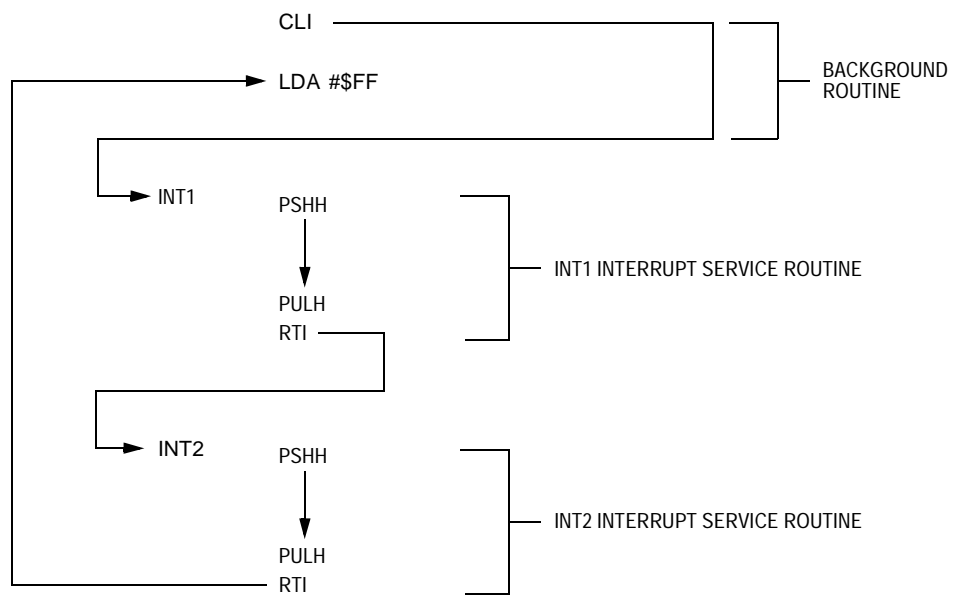 CLI
LDA #$FF
BACKGROUND
ROUTINE
INT1
PSHH
INT1 INTERRUPT SERVICE ROUTINE
PULH
RTI
INT2
PSHH
INT2 INTERRUPT SERVICE ROUTINE
PULH
RTI